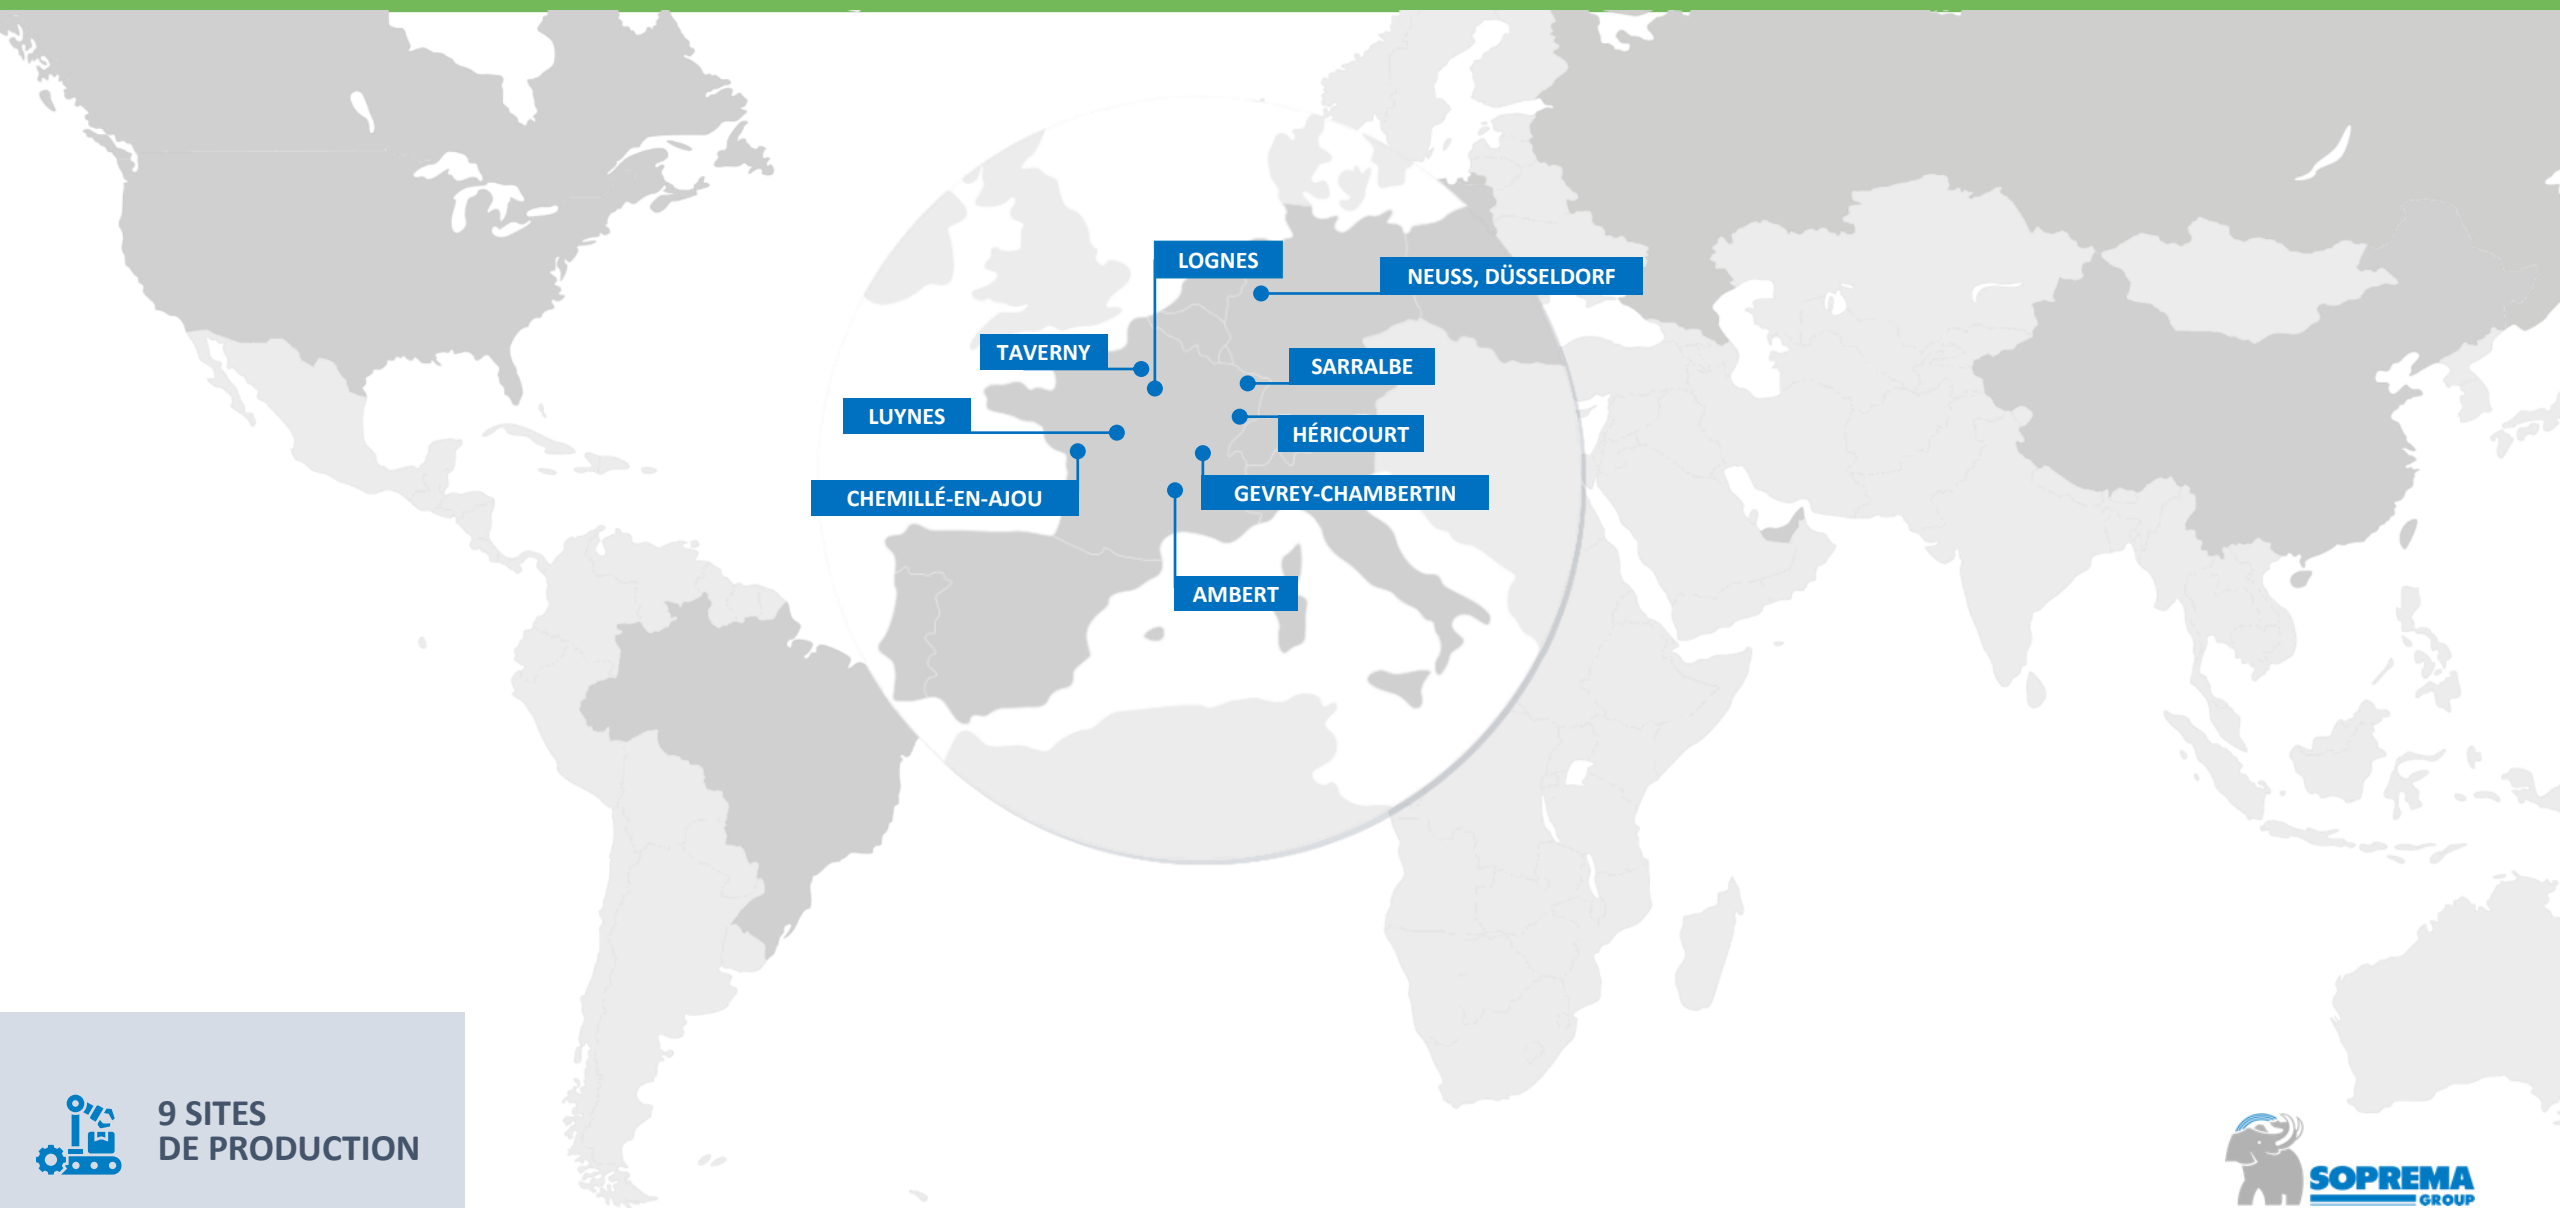 LOGNES
NEUSS, DÜSSELDORF
TAVERNY
SARRALBE
LUYNES
HÉRICOURT
CHEMILLÉ-EN-AJOU
GEVREY-CHAMBERTIN
AMBERT
9 SITES
DE PRODUCTION
SOPREMA
GROUP